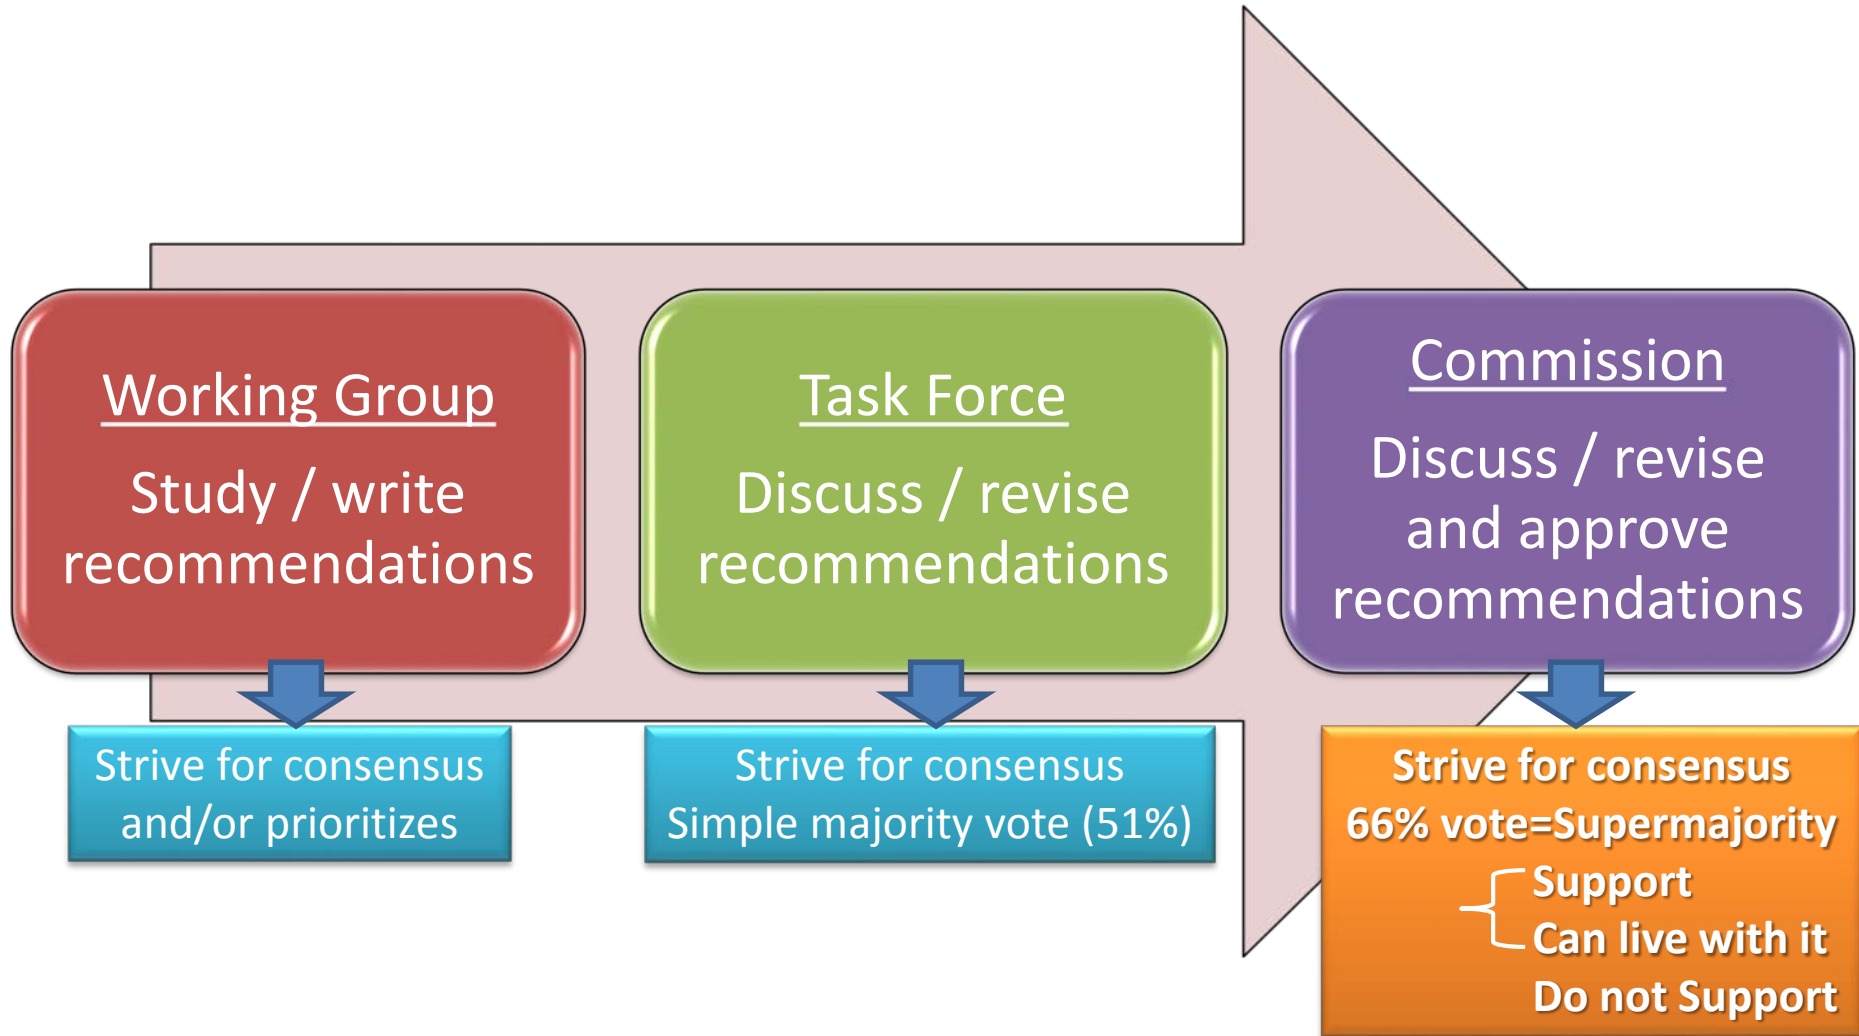 Working Group
Study / write
recommendations
Task Force
Discuss / revise
recommendations
Commission
Discuss / revise
and approve
recommendations
Strive for consensus
and/or prioritizes
Strive for consensus
Simple majority vote (51%)
Strive for consensus
66% vote=Supermajority
Support
Can live with it
Do not Support